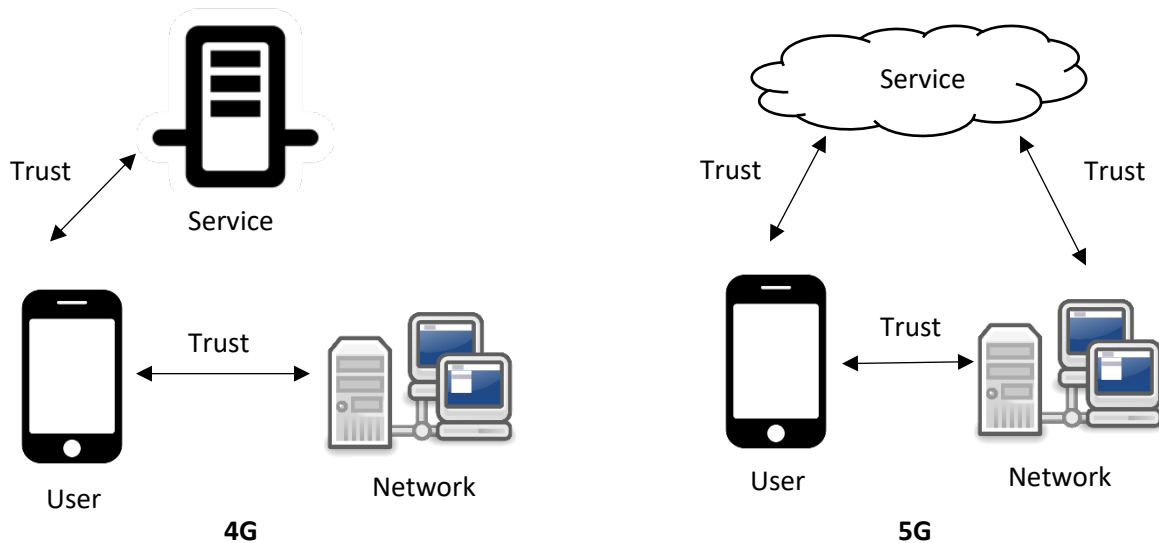 Trust
Service
Trust
User
Network
4G
Service
Trust
Trust
Trust
User
Network
5G